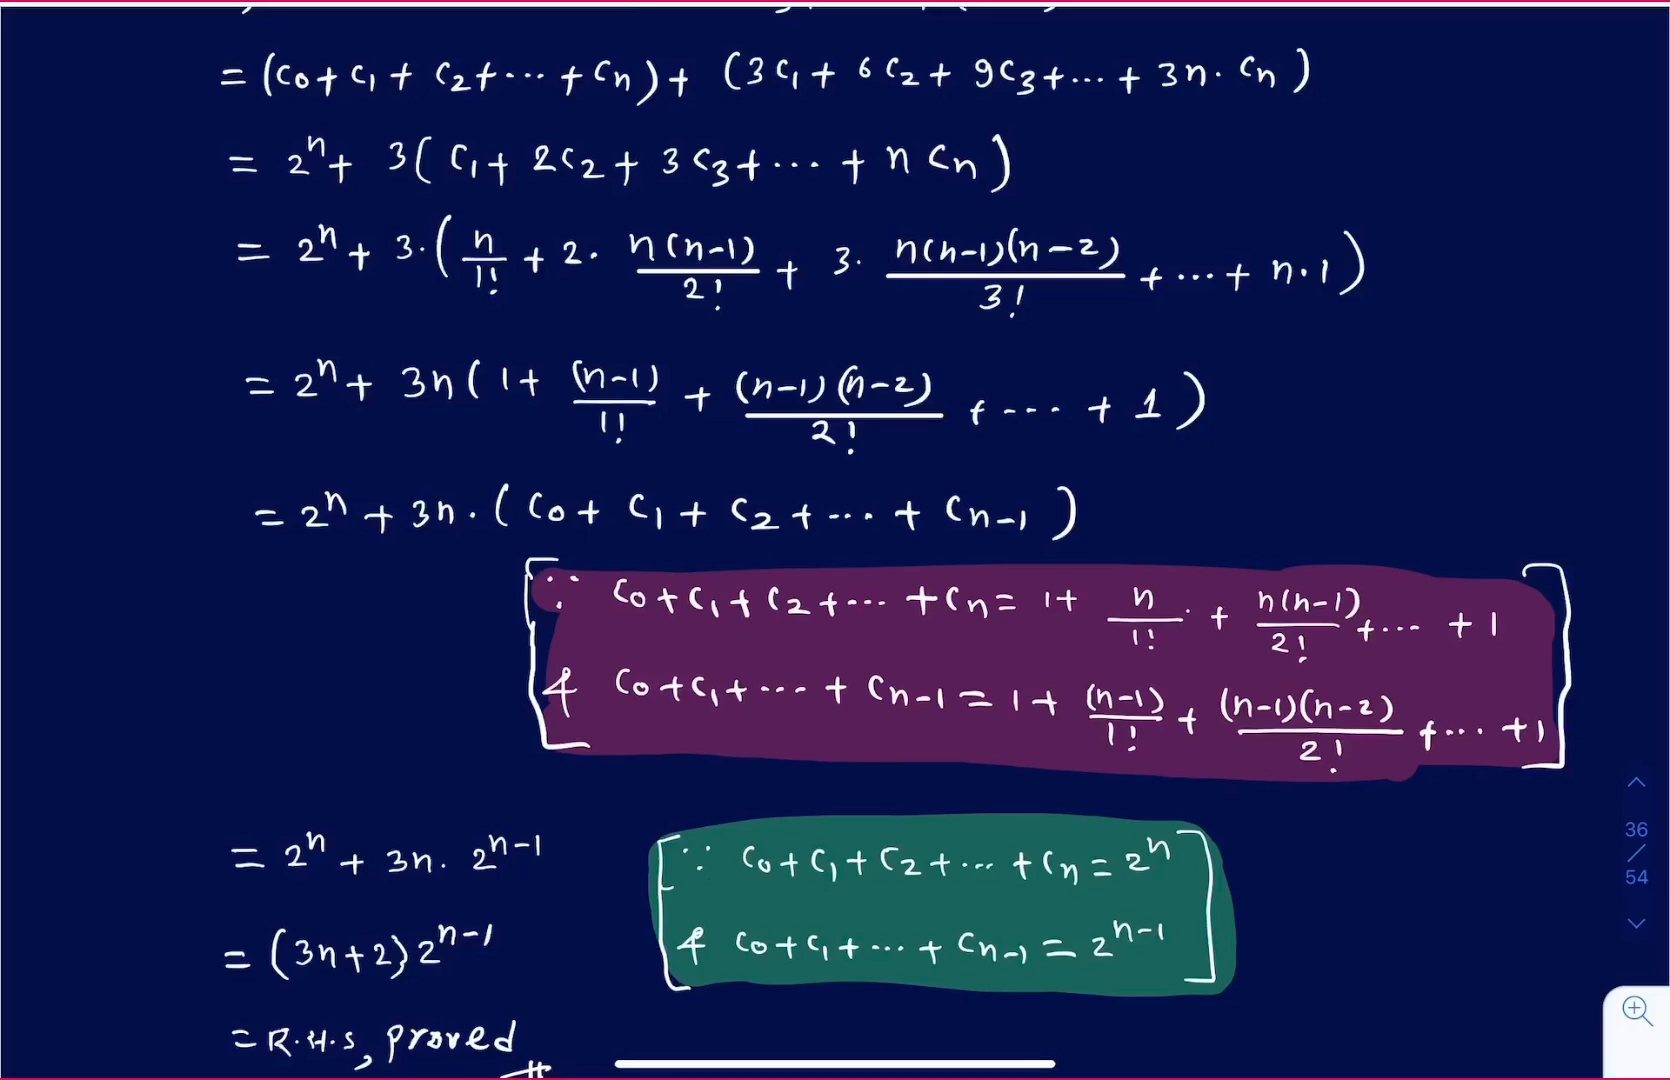 = (C₀ + C₁ + C₂ + ... + Cₙ) + (3C₁ + 6C₂ + 9C₃ + ... + 3n. Cₙ)
= 2ⁿ + 3(C₁ + 2C₂ + 3C₃ + ... + nCₙ)
= 2ⁿ + 3.(n/1! + 2. n(n-1)/2! + 3. n(n-1)(n-2)/3! + ... + n.1)
= 2ⁿ + 3n(1 + (n-1)/1! + (n-1)(n-2)/2! + ... + 1)
= 2ⁿ + 3n.(C₀ + C₁ + C₂ + ... + Cₙ₋₁)
[∵ C₀ + C₁ + C₂ + ... + Cₙ = 1 + n/1! + n(n-1)/2! + ... + 1
& C₀ + C₁ + ... + Cₙ₋₁ = 1 + (n-1)/1! + (n-1)(n-2)/2! + ... + 1]
= 2ⁿ + 3n. 2ⁿ⁻¹ [∵ C₀ + C₁ + C₂ + ... + Cₙ = 2ⁿ
= (3n+2) 2ⁿ⁻¹ & C₀ + C₁ + ... + Cₙ₋₁ = 2ⁿ⁻¹]
= R.H.S, proved
36
/
54